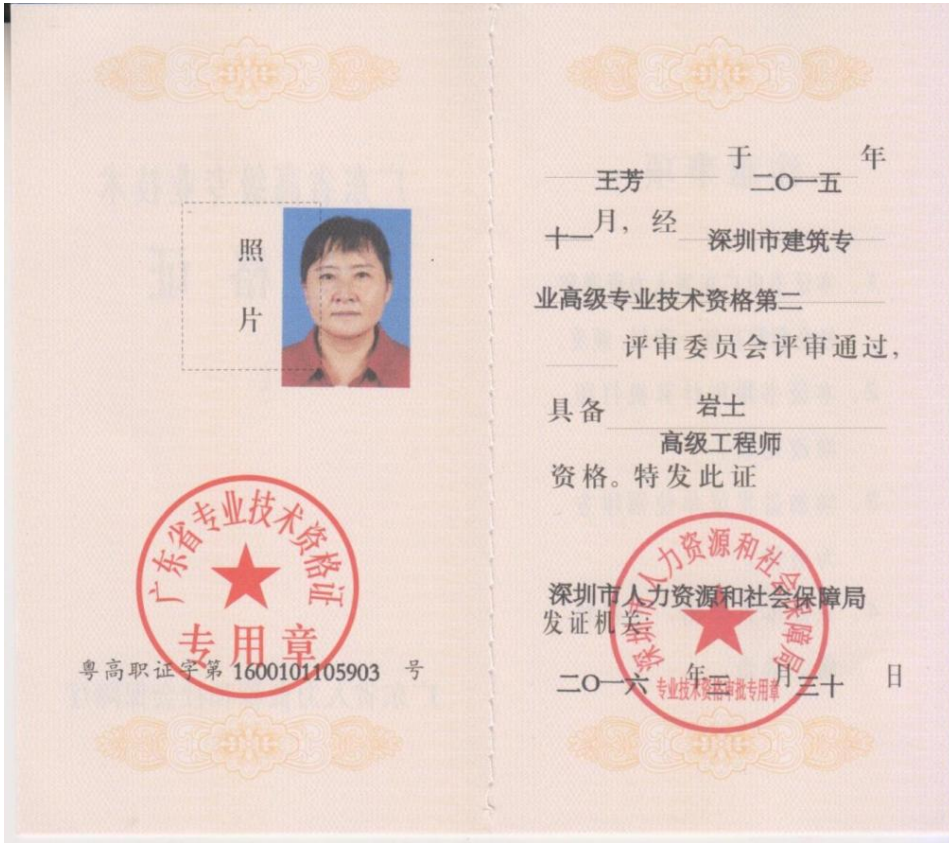 照
片
广东省专业技术资格证
专用章
粤高职证字第 1600101105903 号
王芳 于 二〇一五 年
十一 月，经 深圳市建筑专
业高级专业技术资格第二
评审委员会评审通过，
具备 岩土
高级工程师
资格。特发此证
深圳市人力资源和社会保障局
深圳市人力资源和社会保障局
发证机关：
二〇一六 年 三 月 三十 日
专业技术资格审批专用章